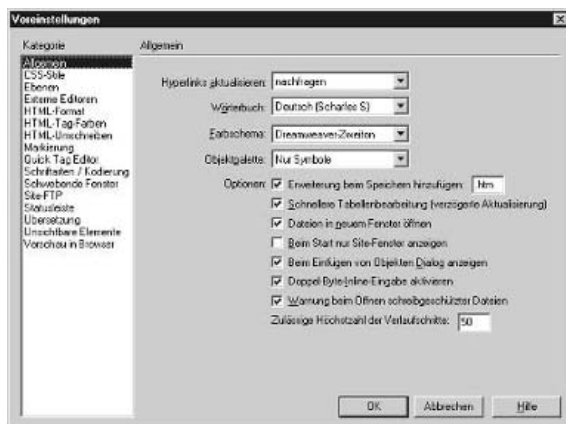 Voreinstellungen
Kategorie
Allgemein
Allgemein
CSS-Stile
Ebenen
Externe Editoren
HTML-Format
HTML-Tag-Farben
HTML-Umschreiben
Markierung
Quick Tag Editor
Schriftarten / Kodierung
Schwebende Fenster
Site-FTP
Statusleiste
Übersetzung
Unsichtbare Elemente
Vorschau in Browser
Hyperlinks aktualisieren: nachfragen
Wörterbuch: Deutsch (Scharfes S)
Farbschema: Dreamweaver-Zweiton
Objektgalette: Nur Symbole
Optionen: Erweiterung beim Speichern hinzufügen: .htm
Schnellere Tabellenbearbeitung (verzögerte Aktualisierung)
Dateien in neuem Fenster öffnen
Beim Start nur Site-Fenster anzeigen
Beim Einfügen von Objekten Dialog anzeigen
Doppel-Byte-Inline-Eingabe aktivieren
Warnung beim Öffnen schreibgeschützter Dateien
Zulässige Höchstzahl der Verlaufschritte: 50
OK Abbrechen Hilfe